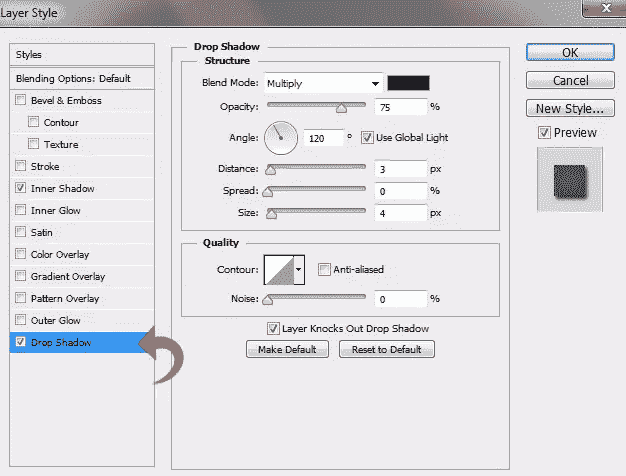 Layer Style
x
Styles
Blending Options: Default
Bevel & Emboss
Contour
Texture
Stroke
Inner Shadow
Inner Glow
Satin
Color Overlay
Gradient Overlay
Pattern Overlay
Outer Glow
Drop Shadow
Drop Shadow
Structure
Blend Mode: Multiply
Opacity: 75 %
Angle: 120 ° Use Global Light
Distance: 3 px
Spread: 0 %
Size: 4 px
Quality
Contour: Anti-aliased
Noise: 0 %
Layer Knocks Out Drop Shadow
Make Default Reset to Default
OK
Cancel
New Style...
Preview